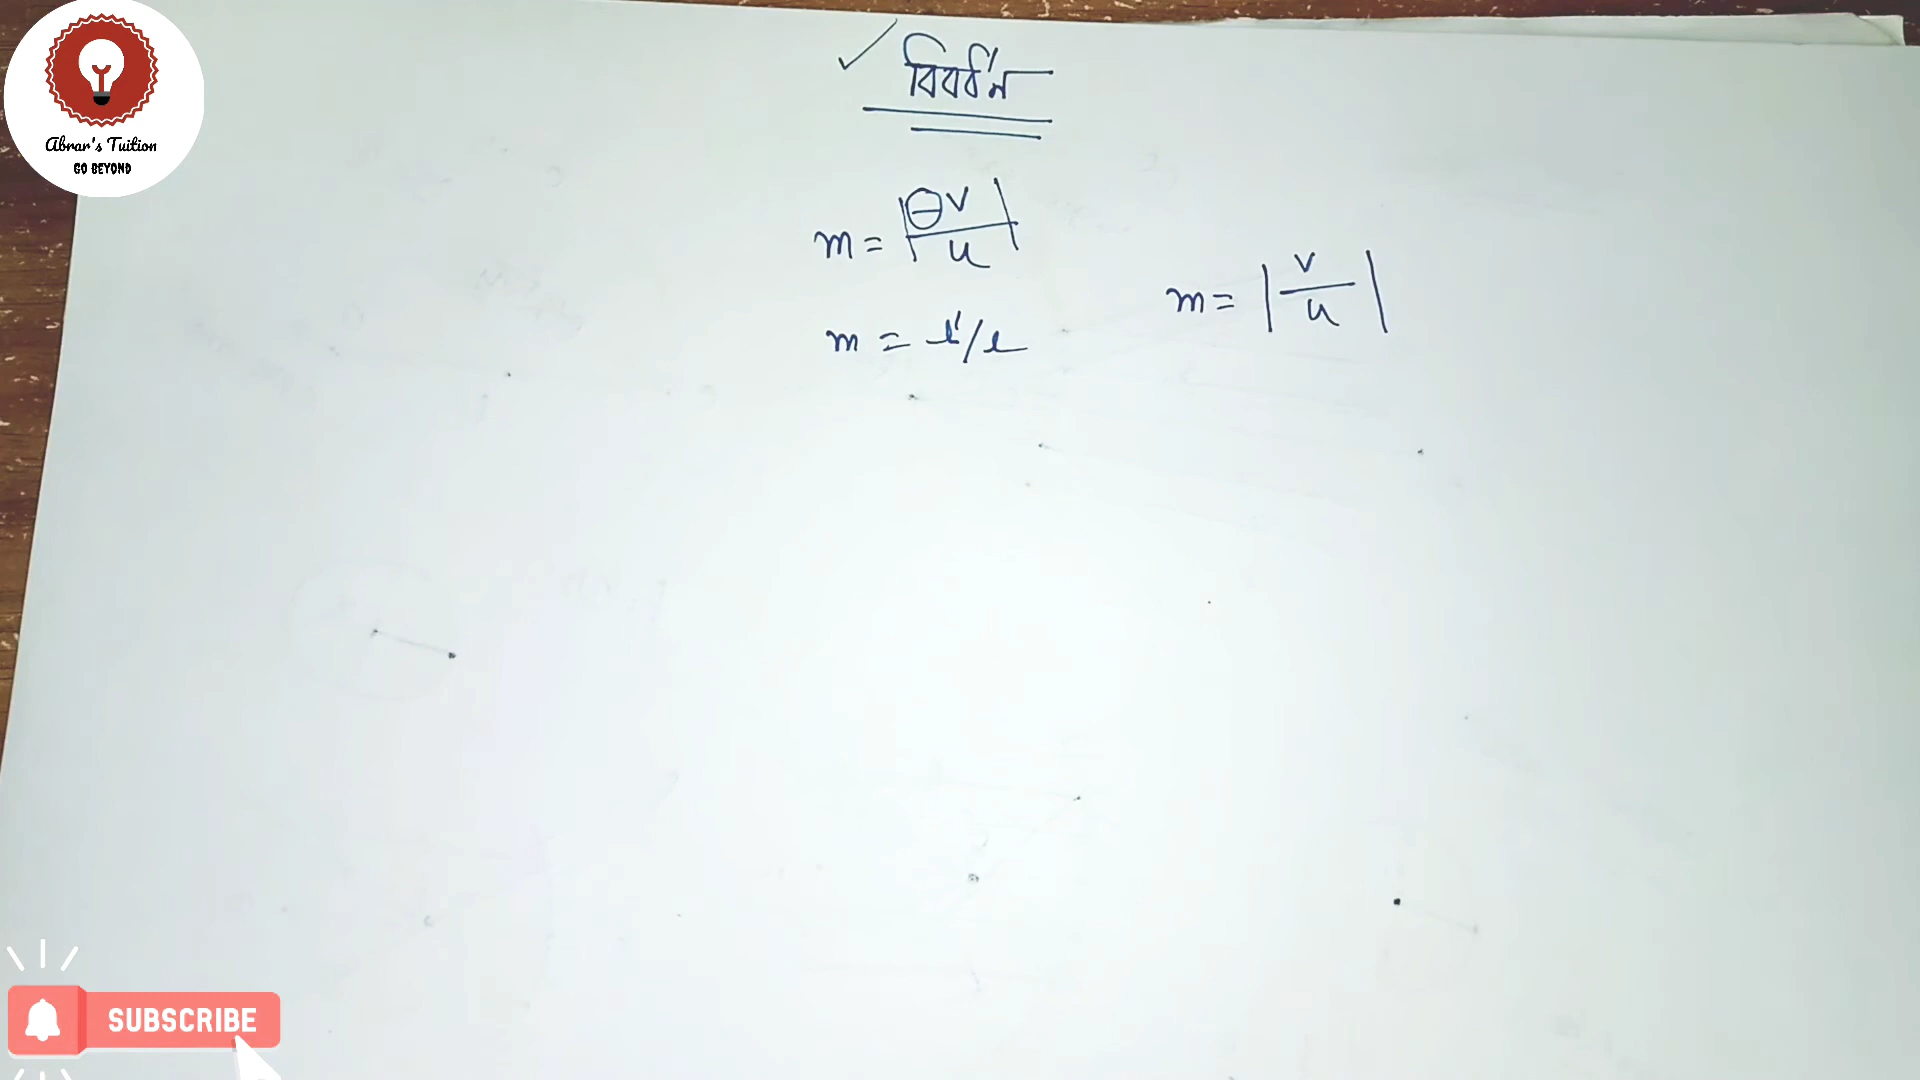 Abrar's Tuition
GO BEYOND
বিবর্ধন
m = |⊖v/u|
m = |v/u|
m = l'/l
SUBSCRIBE